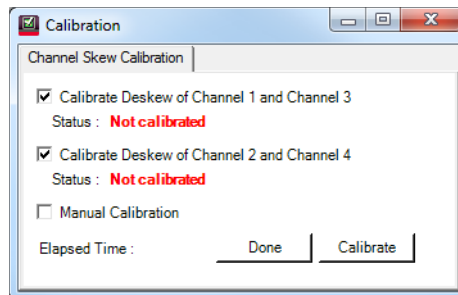 Calibration
Channel Skew Calibration
Calibrate Deskew of Channel 1 and Channel 3
Status : Not calibrated
Calibrate Deskew of Channel 2 and Channel 4
Status : Not calibrated
Manual Calibration
Elapsed Time : Done Calibrate